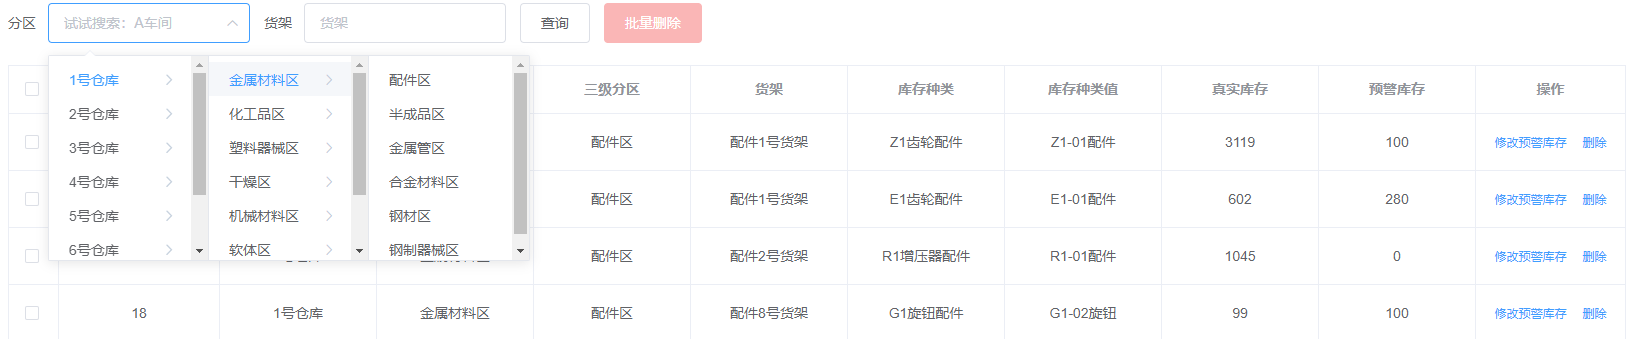 分区 试试搜索：A车间 货架 货架 查询 批量删除
三级分区 货架 库存种类 库存种类值 真实库存 预警库存 操作
1号仓库 金属材料区 配件区
2号仓库 化工品区 半成品区
3号仓库 塑料器械区 金属管区
4号仓库 干燥区 合金材料区
5号仓库 机械材料区 钢材区
6号仓库 软体区 钢制器械区
配件区 配件1号货架 Z1齿轮配件 Z1-01配件 3119 100 修改预警库存 删除
配件区 配件1号货架 E1齿轮配件 E1-01配件 602 280 修改预警库存 删除
配件区 配件2号货架 R1增压器配件 R1-01配件 1045 0 修改预警库存 删除
18 1号仓库 金属材料区 配件区 配件8号货架 G1旋钮配件 G1-02旋钮 99 100 修改预警库存 删除